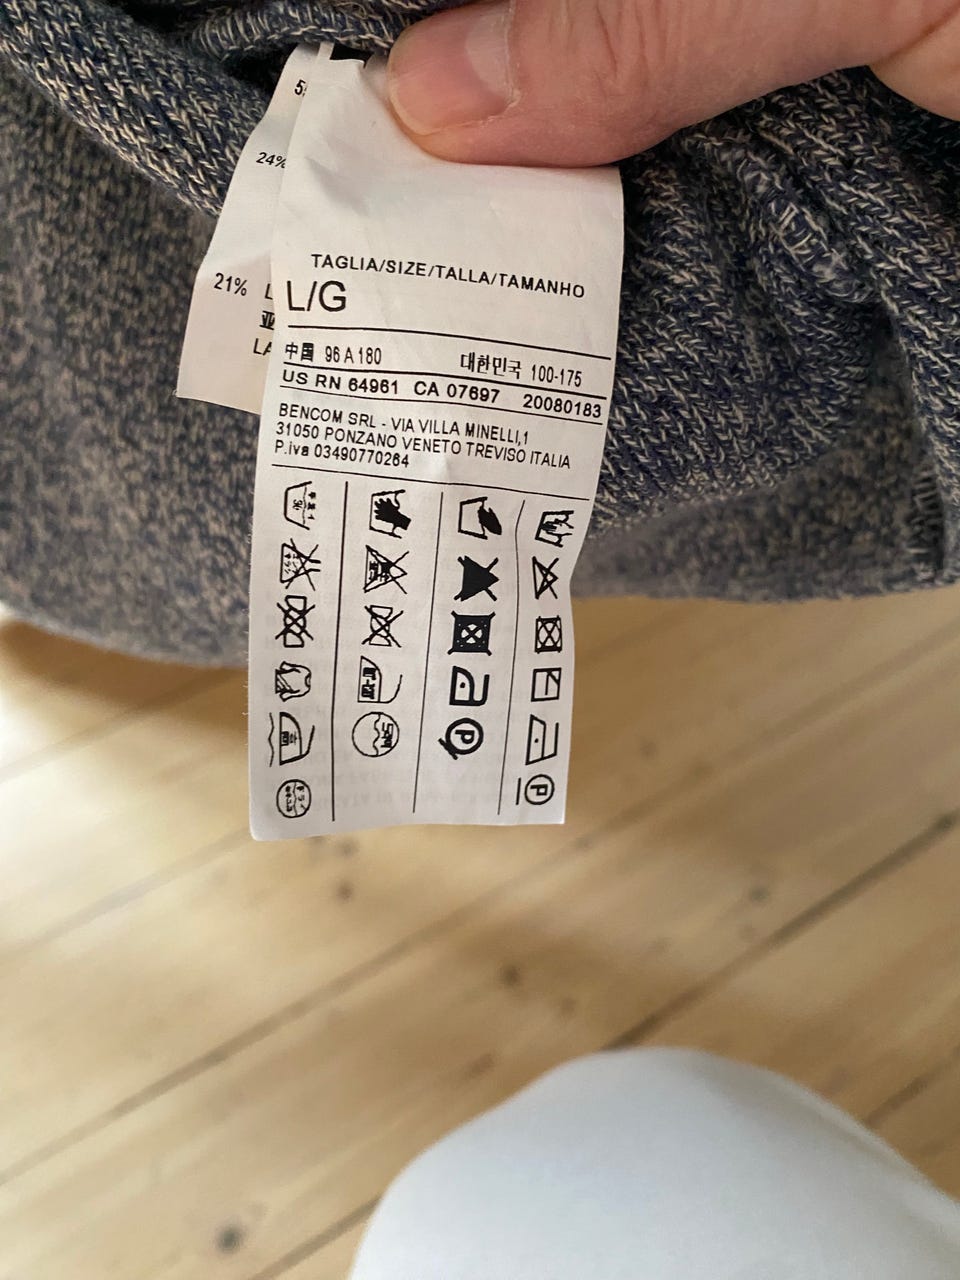 24%
21%
TAGLIA/SIZE/TALLA/TAMANHO
L/G
中国 96 A 180 대한민국 100-175
US RN 64961 CA 07697 20080183
BENCOM SRL - VIA VILLA MINELLI,1
31050 PONZANO VENETO TREVISO ITALIA
P.iva 03490770264
P
P